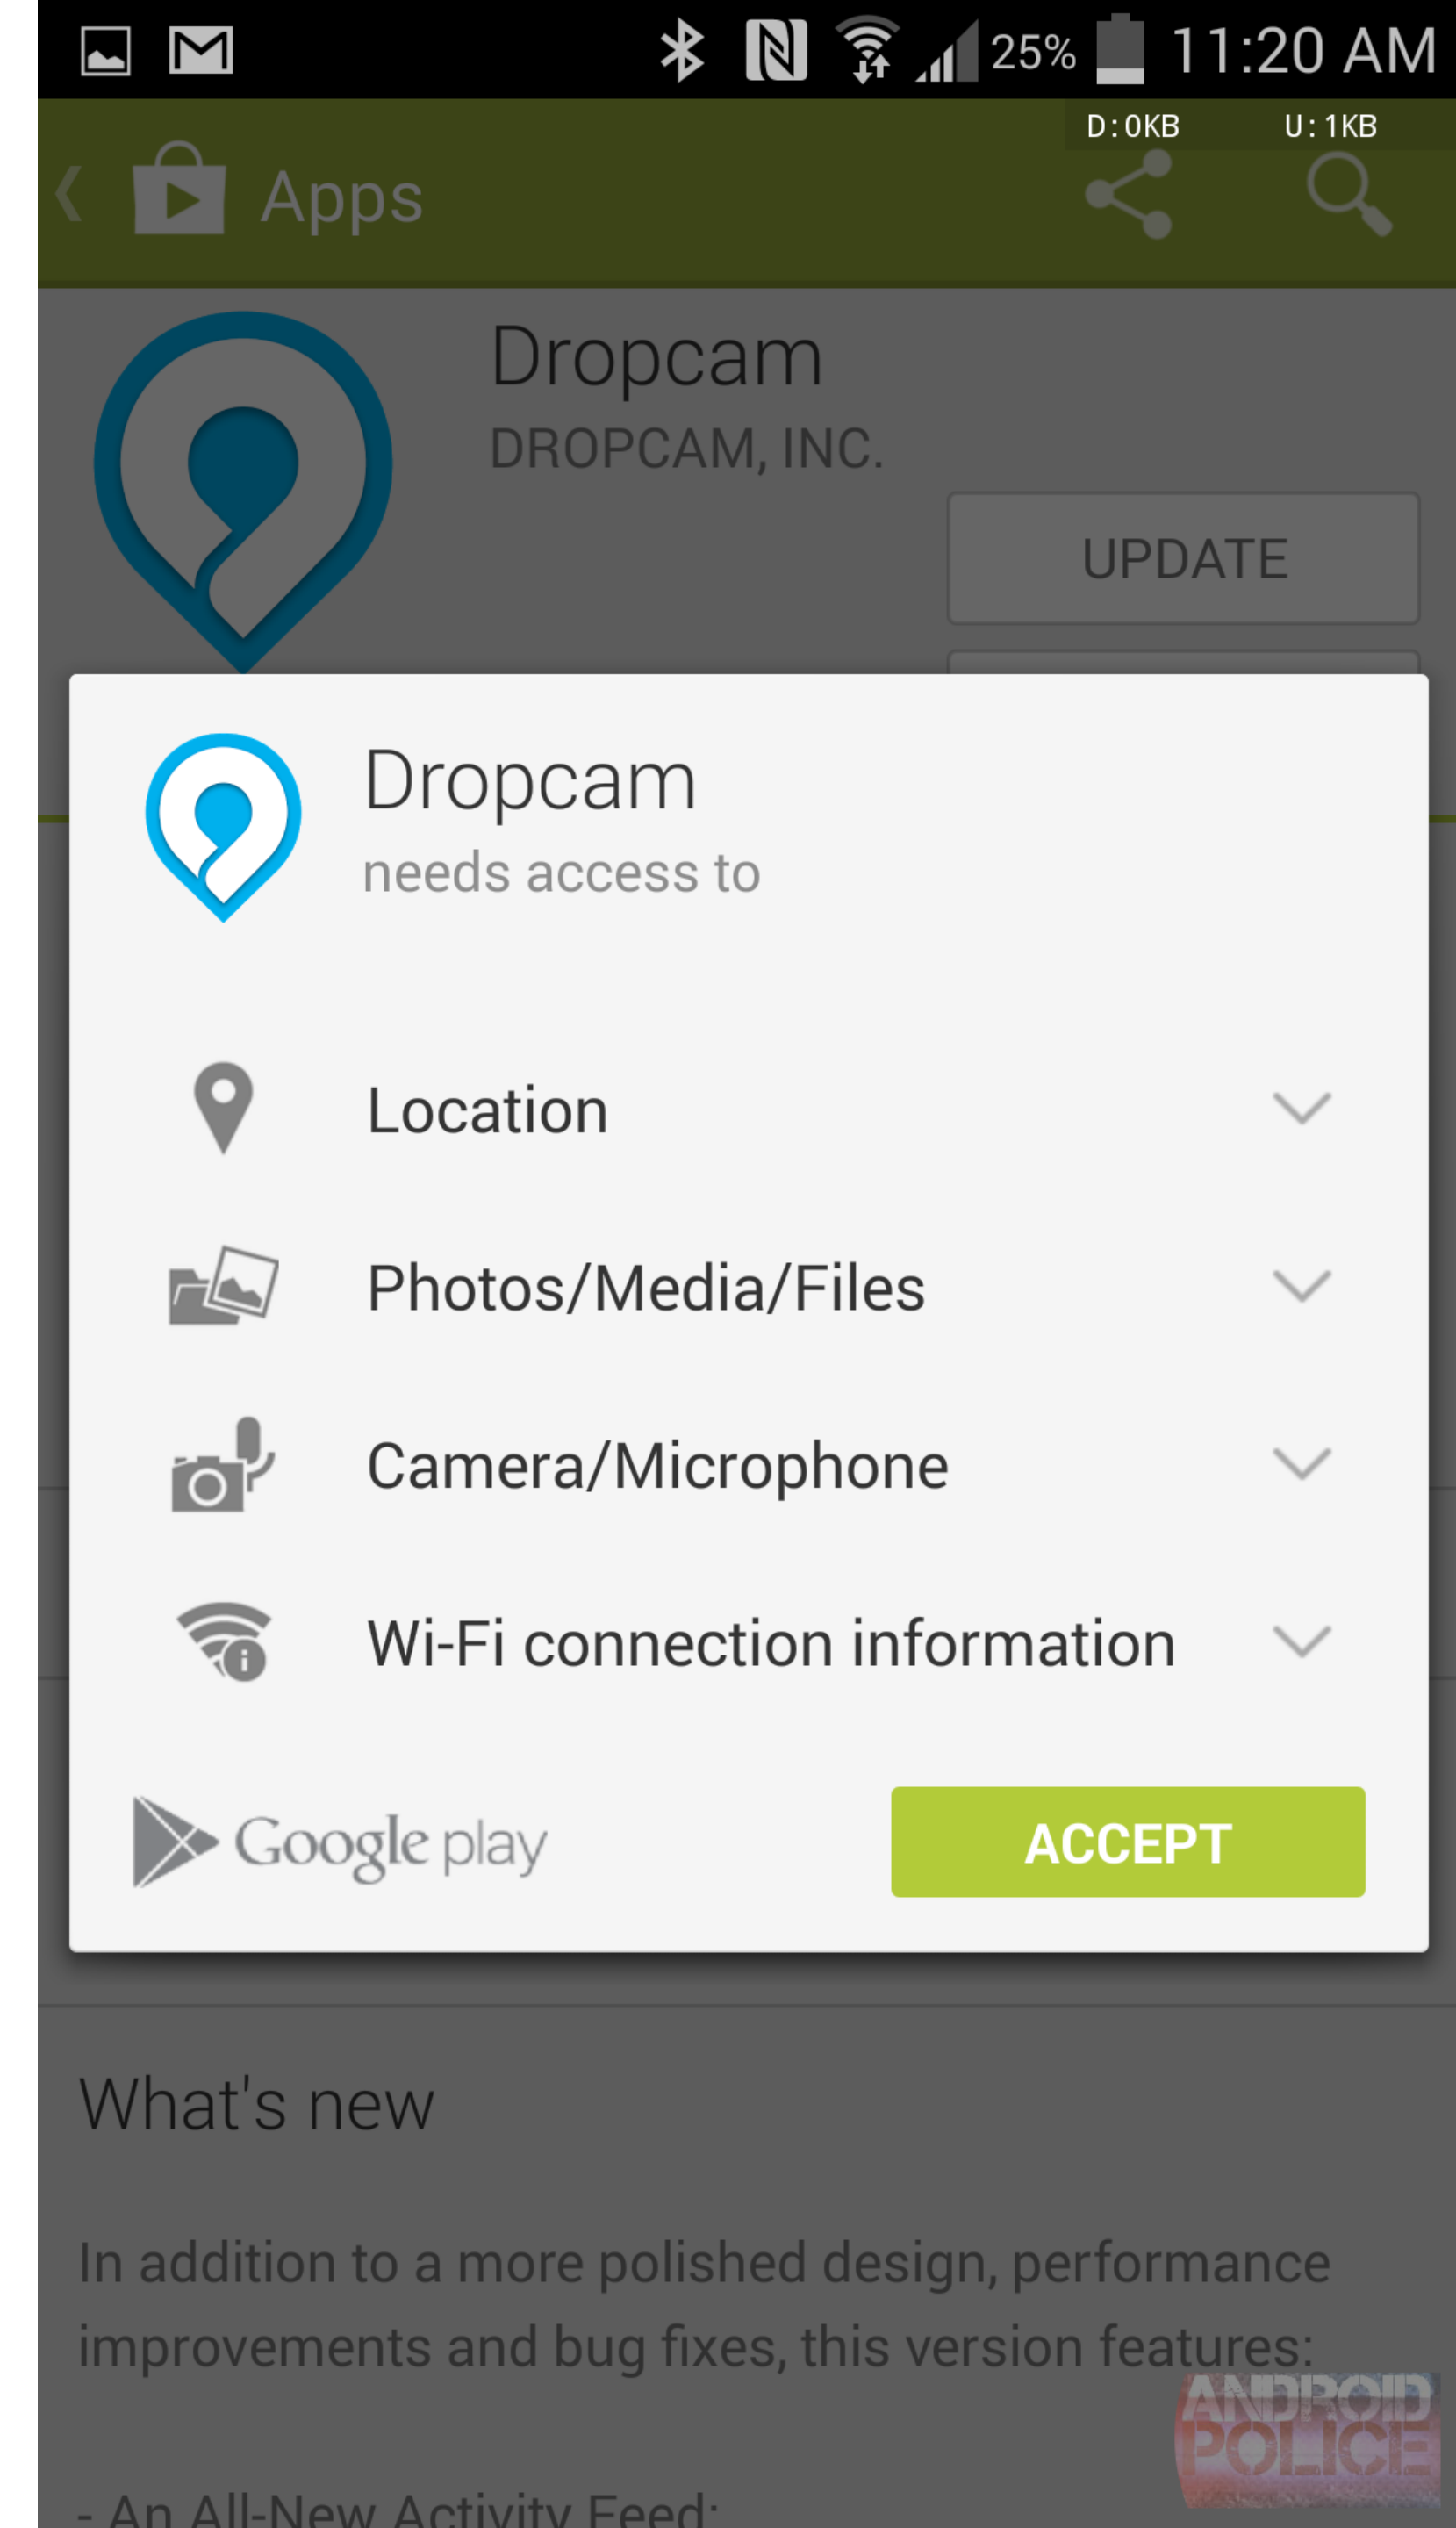 25% 11:20 AM
D:0KB U:1KB
Apps
Dropcam
DROPCAM, INC.
UPDATE
Dropcam
needs access to
Location
Photos/Media/Files
Camera/Microphone
Wi-Fi connection information
Google play
ACCEPT
What's new
In addition to a more polished design, performance
improvements and bug fixes, this version features:
ANDROID
POLICE
- An All-New Activity Feed: